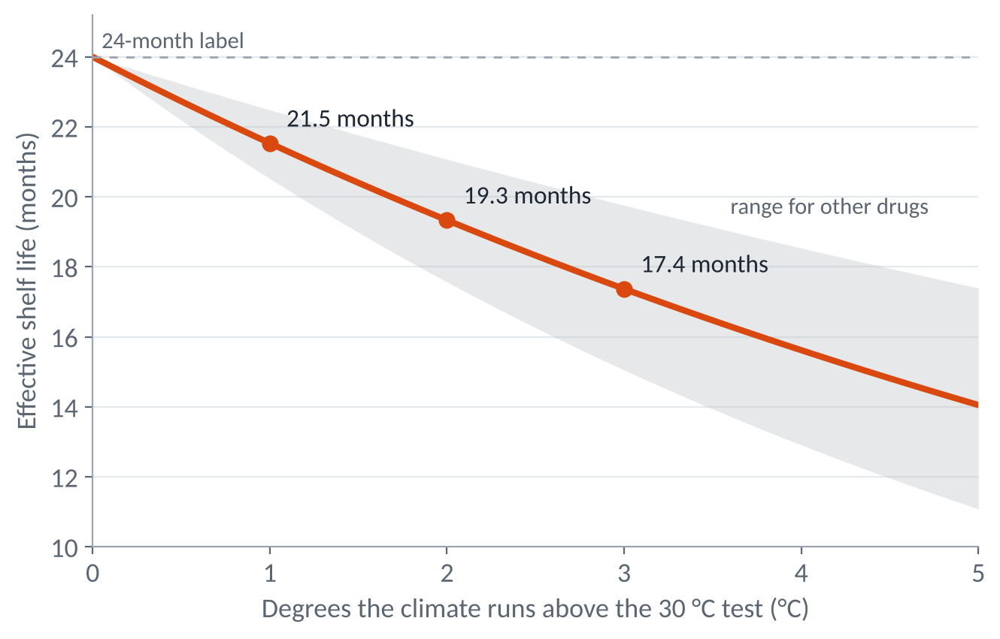 24-month label
24
22
20
18
16
14
12
10
Effective shelf life (months)
21.5 months
19.3 months
range for other drugs
17.4 months
0 1 2 3 4 5
Degrees the climate runs above the 30 °C test (°C)